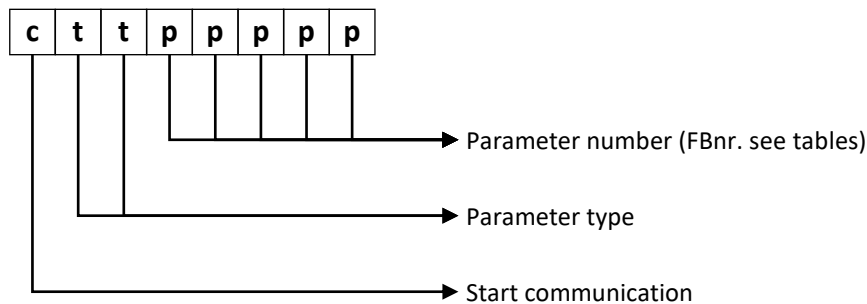 c t t p p p p p
Parameter number (FBnr. see tables)
Parameter type
Start communication